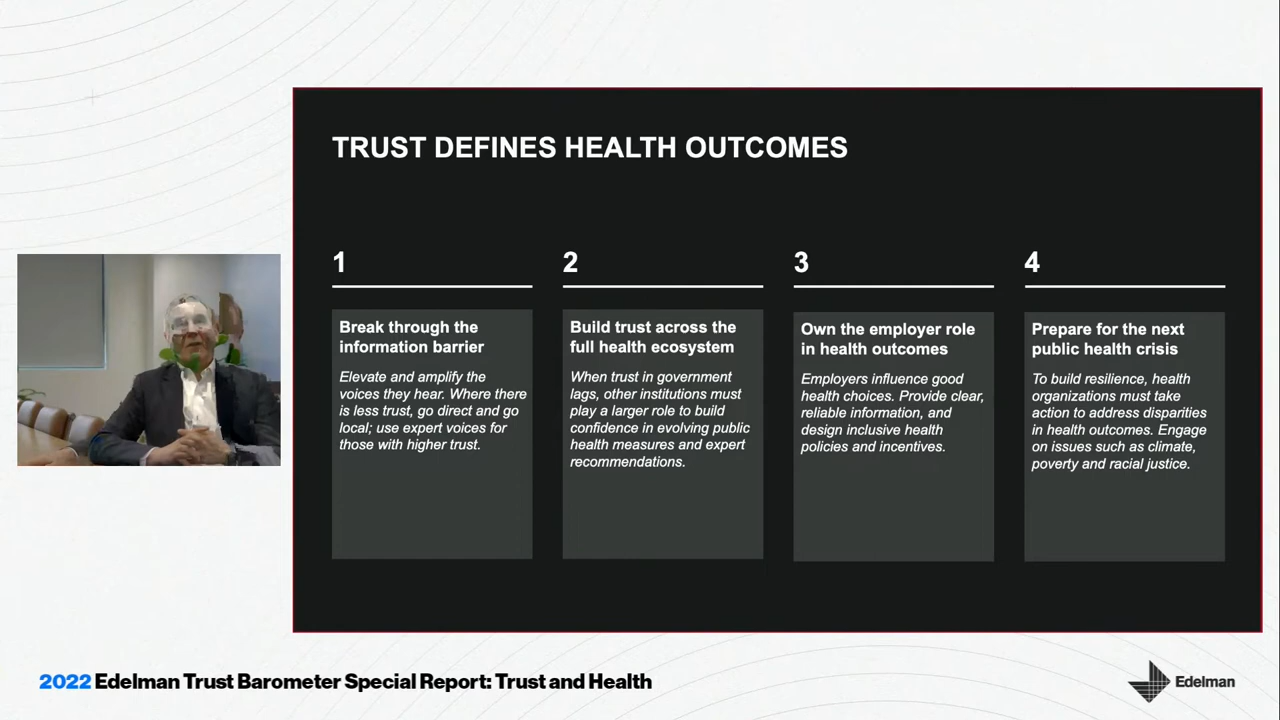 TRUST DEFINES HEALTH OUTCOMES
1
Break through the
information barrier
Elevate and amplify the
voices they hear. Where there
is less trust, go direct and go
local; use expert voices for
those with higher trust.
2
Build trust across the
full health ecosystem
When trust in government
lags, other institutions must
play a larger role to build
confidence in evolving public
health measures and expert
recommendations.
3
Own the employer role
in health outcomes
Employers influence good
health choices. Provide clear,
reliable information, and
design inclusive health
policies and incentives.
4
Prepare for the next
public health crisis
To build resilience, health
organizations must take
action to address disparities
in health outcomes. Engage
on issues such as climate,
poverty and racial justice.
2022 Edelman Trust Barometer Special Report: Trust and Health
Edelman